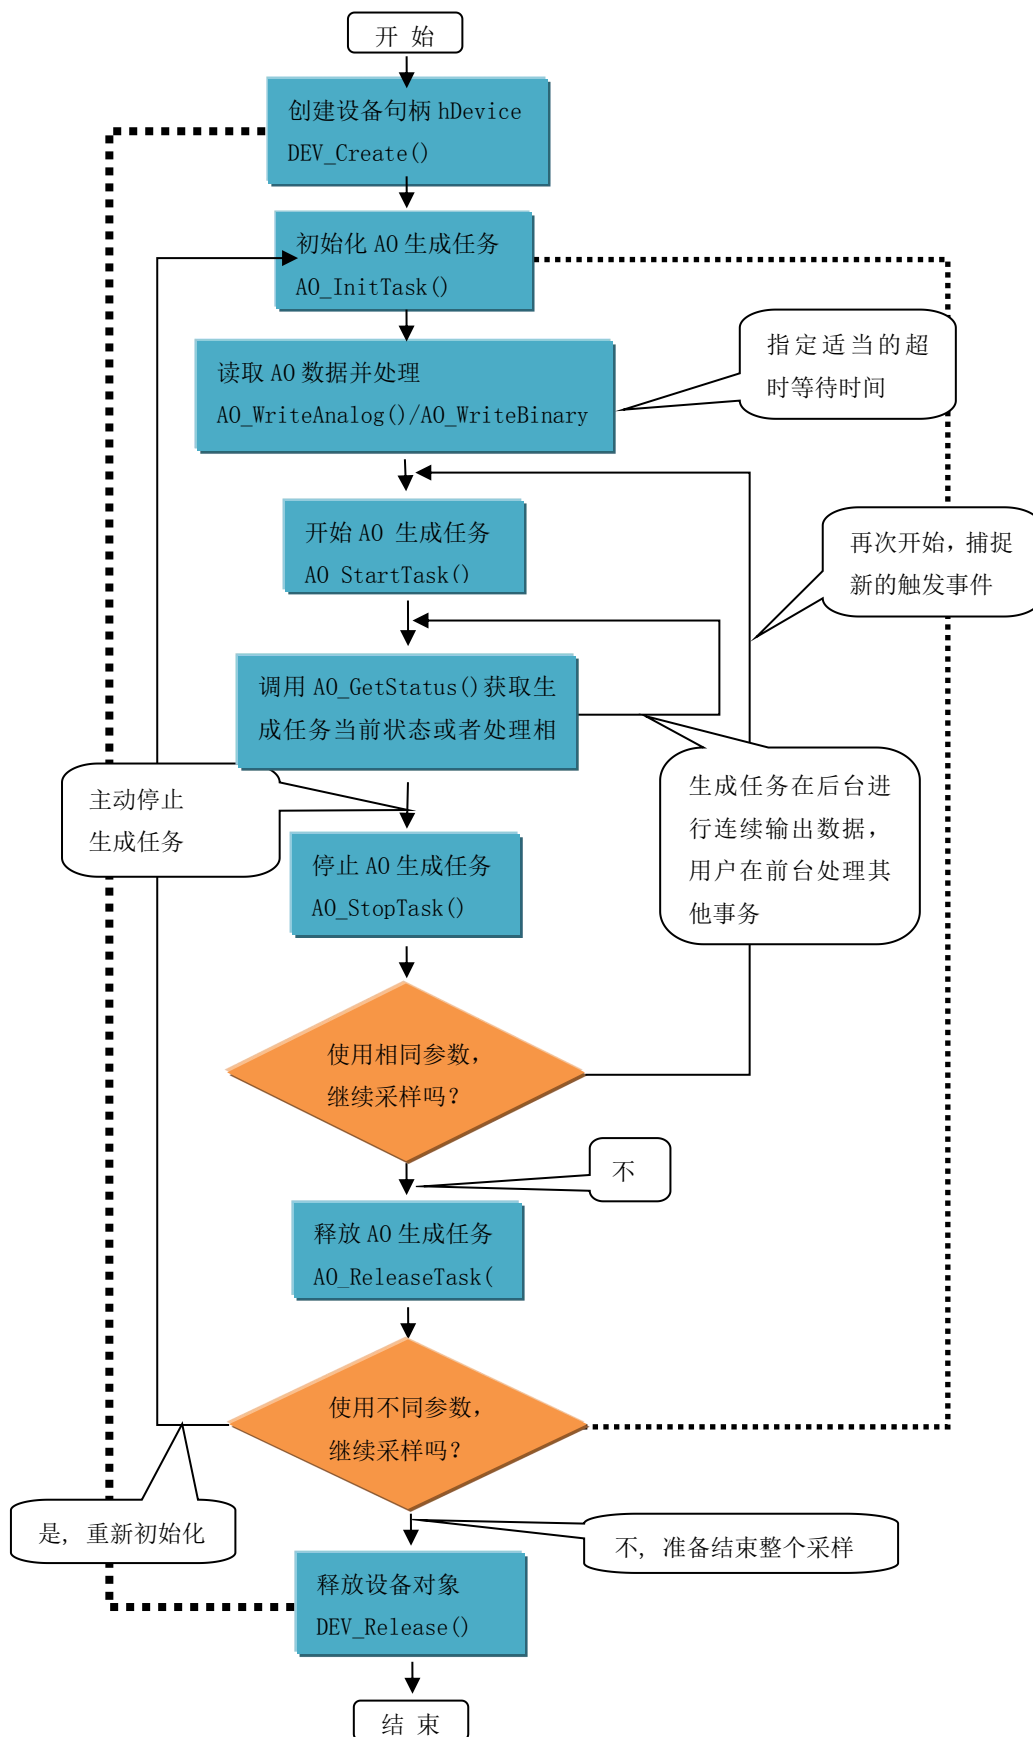 开 始
创建设备句柄 hDevice
DEV_Create()
初始化 AO 生成任务
AO_InitTask()
指定适当的超
时等待时间
读取 AO 数据并处理
AO_WriteAnalog()/AO_WriteBinary
开始 AO 生成任务
AO StartTask()
再次开始，捕捉
新的触发事件
调用 AO_GetStatus()获取生
成任务当前状态或者处理相
主动停止
生成任务
生成任务在后台进
行连续输出数据，
用户在前台处理其
他事务
停止 AO 生成任务
AO_StopTask()
使用相同参数，
继续采样吗？
不
释放 AO 生成任务
AO_ReleaseTask(
使用不同参数，
继续采样吗？
是，重新初始化
不，准备结束整个采样
释放设备对象
DEV_Release()
结 束